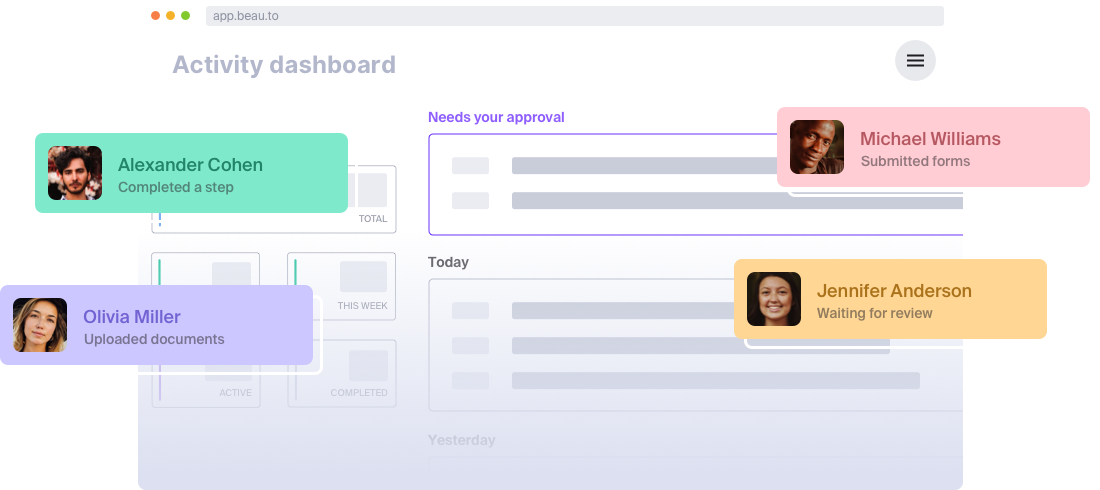 app.beau.to
Activity dashboard
Needs your approval
Michael Williams
Submitted forms
Alexander Cohen
Completed a step
TOTAL
Today
Jennifer Anderson
Waiting for review
THIS WEEK
Olivia Miller
Uploaded documents
ACTIVE
COMPLETED
Yesterday